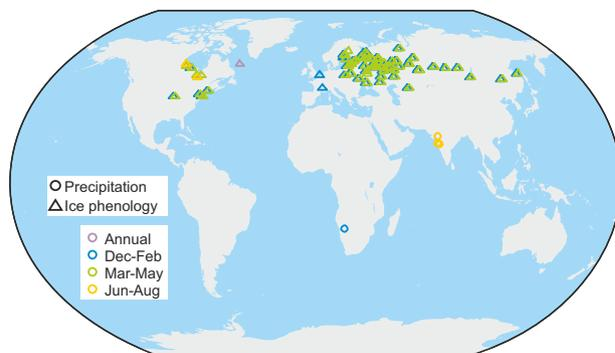 Precipitation
Ice phenology
Annual
Dec-Feb
Mar-May
Jun-Aug